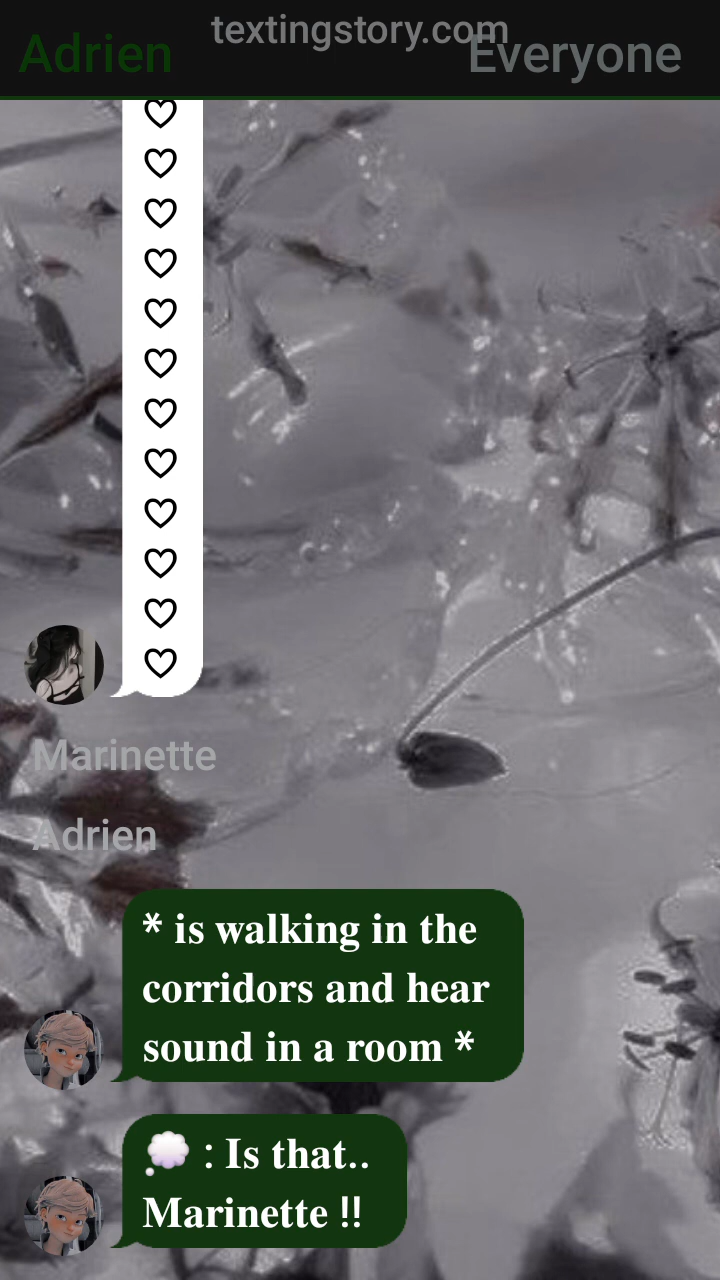 textingstory.com
Adrien
Everyone
♡
♡
♡
♡
♡
♡
♡
♡
♡
♡
♡
♡
Marinette
Adrien
* is walking in the
corridors and hear
sound in a room *
💭 : Is that..
Marinette !!